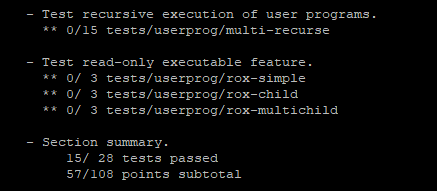 - Test recursive execution of user programs.
** 0/15 tests/userprog/multi-recurse
- Test read-only executable feature.
** 0/ 3 tests/userprog/rox-simple
** 0/ 3 tests/userprog/rox-child
** 0/ 3 tests/userprog/rox-multichild
- Section summary.
15/ 28 tests passed
57/108 points subtotal